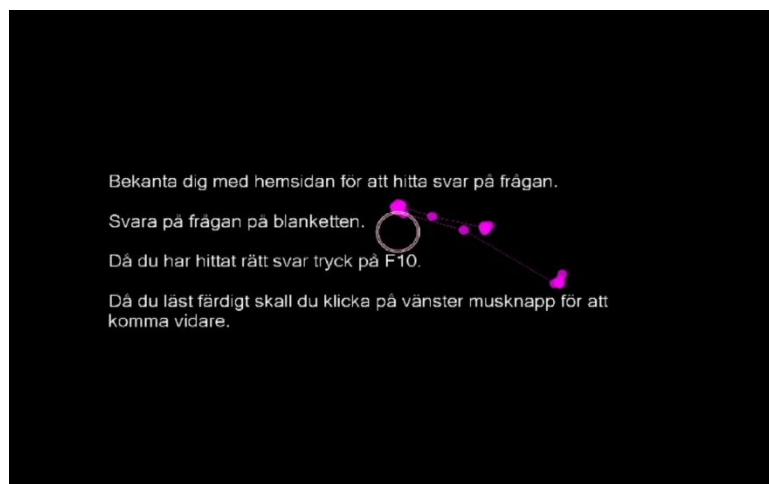 Bekanta dig med hemsidan för att hitta svar på frågan.
Svara på frågan på blanketten.
Då du har hittat rätt svar tryck på F10.
Då du läst färdigt skall du klicka på vänster musknapp för att
komma vidare.